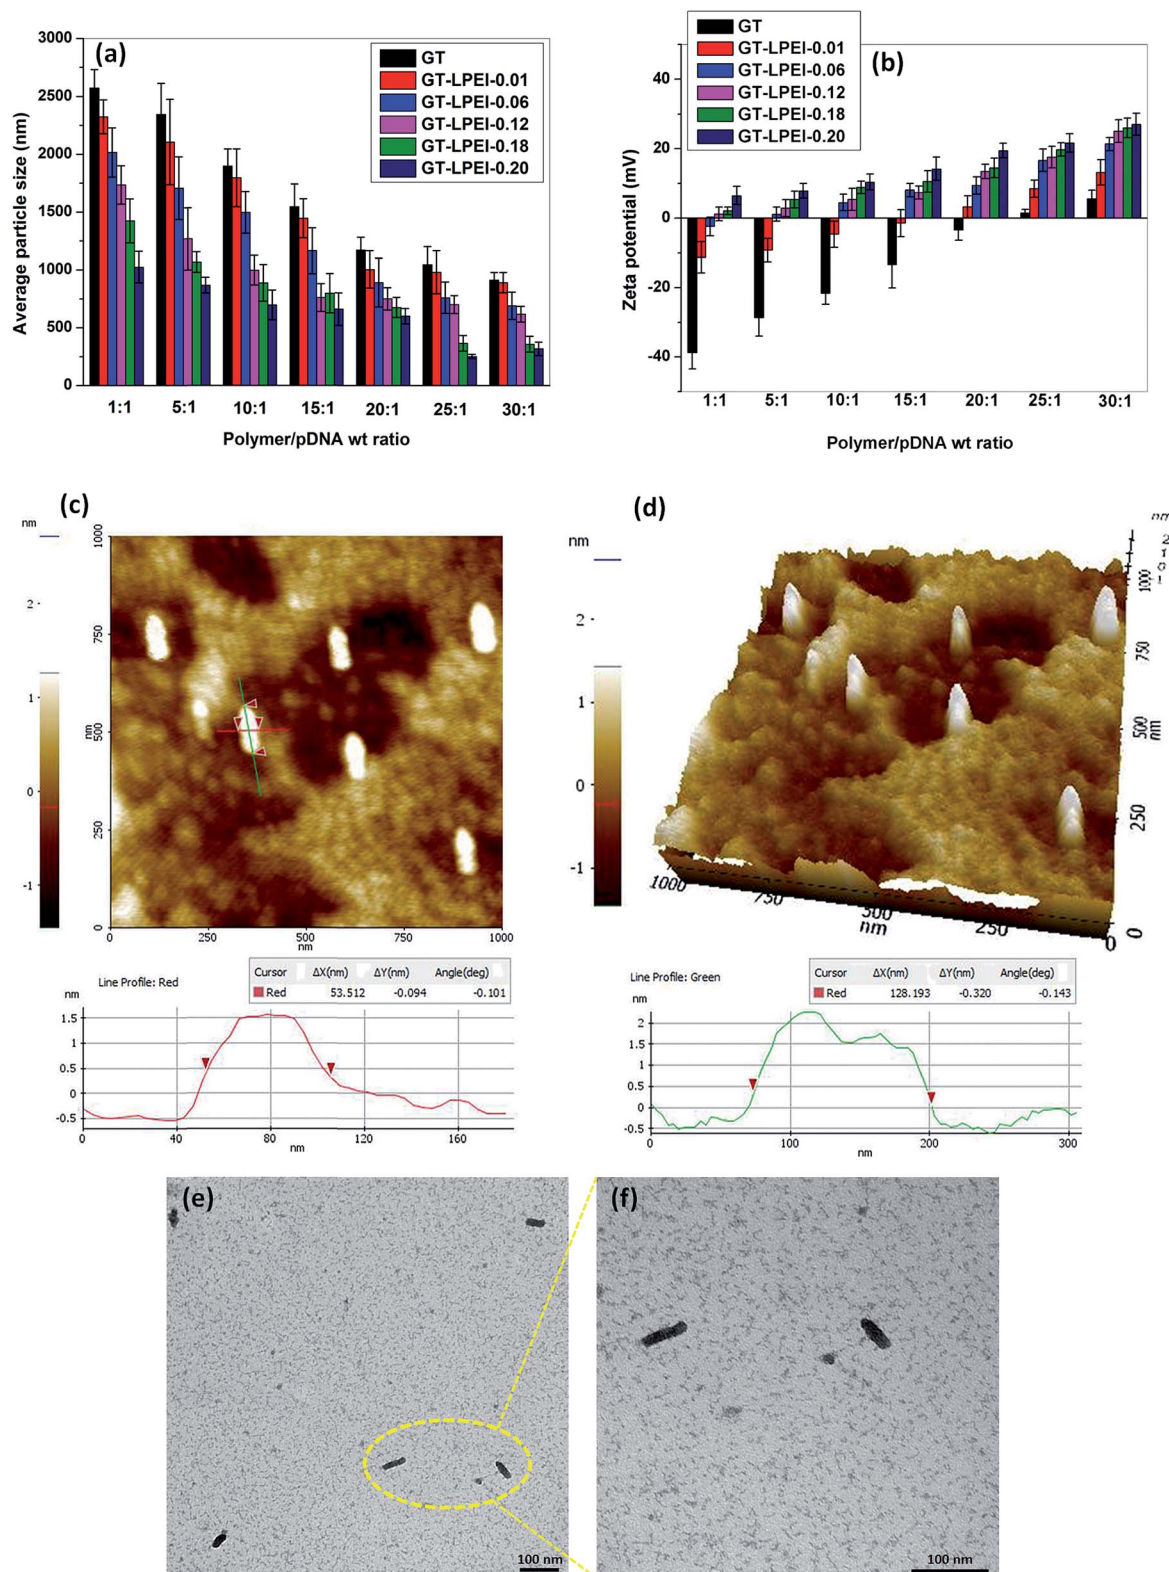 (a)
3000
2500
2000
1500
1000
500
0
Average particle size (nm)
GT
GT-LPEI-0.01
GT-LPEI-0.06
GT-LPEI-0.12
GT-LPEI-0.18
GT-LPEI-0.20
1:1 5:1 10:1 15:1 20:1 25:1 30:1
Polymer/pDNA wt ratio
(b)
40
20
0
-20
-40
Zeta potential (mV)
GT
GT-LPEI-0.01
GT-LPEI-0.06
GT-LPEI-0.12
GT-LPEI-0.18
GT-LPEI-0.20
1:1 5:1 10:1 15:1 20:1 25:1 30:1
Polymer/pDNA wt ratio
(c)
nm
2
1
0
-1
1000
750
500
nm
250
0
0 250 500 750 1000
nm
(d)
nm
2
1
0
-1
nm
2
1
0
1000
750
500
nm
250
0
1000 750 500 250 0
nm
Line Profile: Red
Cursor ΔX(nm) ΔY(nm) Angle(deg)
Red 53.512 -0.094 -0.101
nm
1.5
1
0.5
0
-0.5
0 40 80 120 160
nm
Line Profile: Green
Cursor ΔX(nm) ΔY(nm) Angle(deg)
Red 128.193 -0.320 -0.143
nm
2
1.5
1
0.5
0
-0.5
0 100 200 300
nm
(e)
100 nm
(f)
100 nm